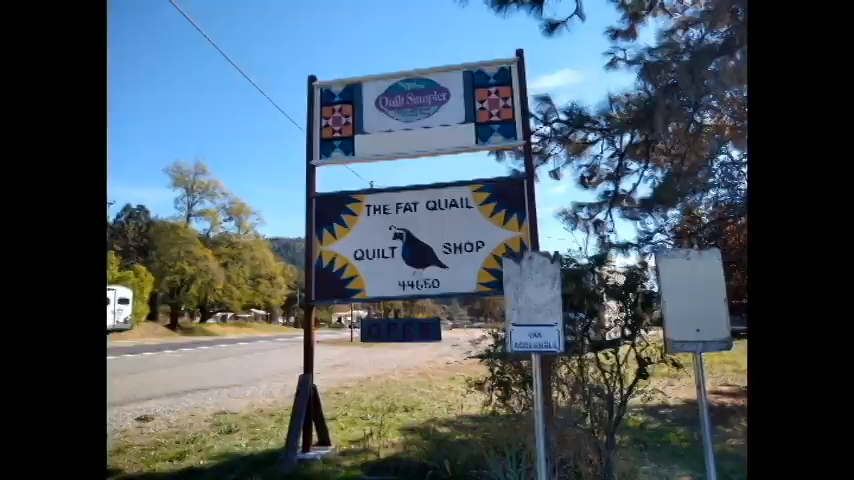 Quilt Sampler
THE FAT QUAIL
QUILT SHOP
44650
OPEN
VAN
ACCESSIBLE